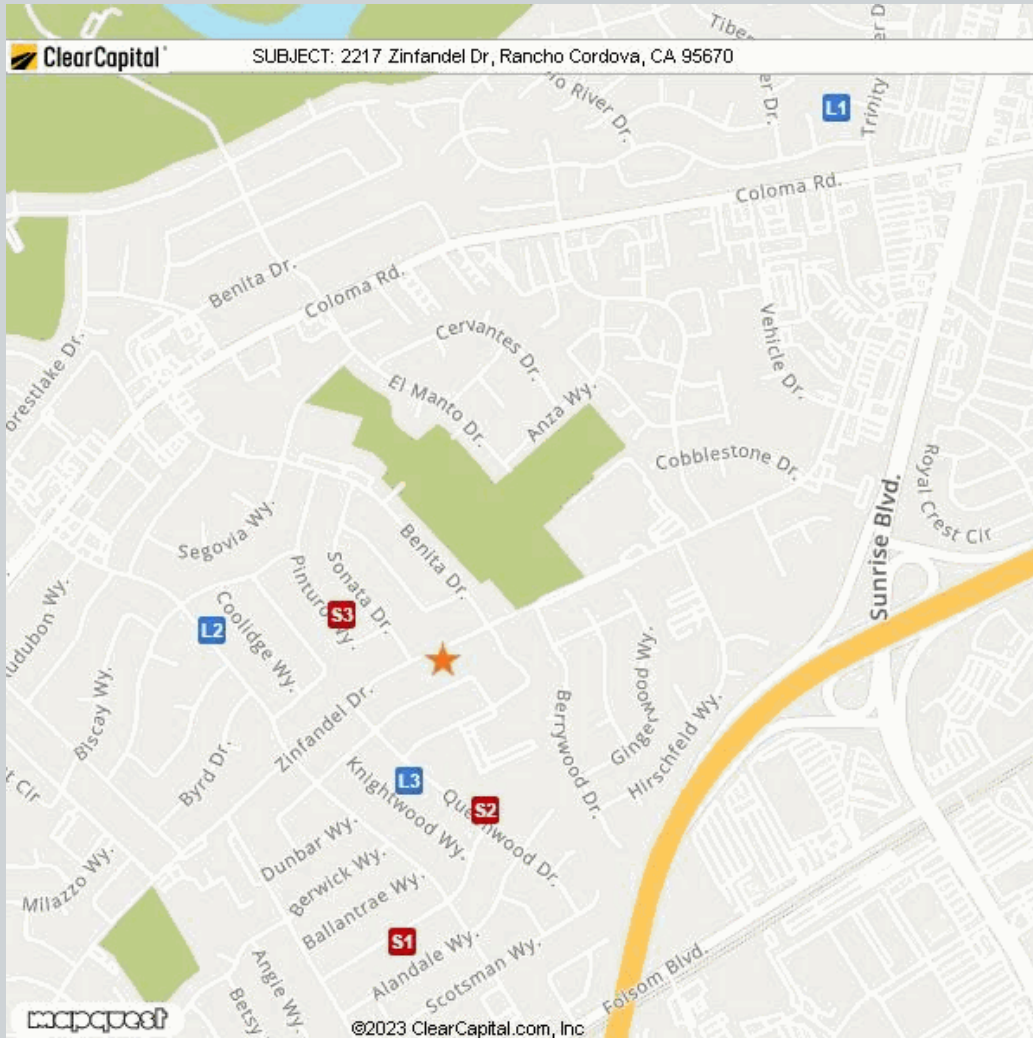 ClearCapital
SUBJECT: 2217 Zinfandel Dr, Rancho Cordova, CA 95670
L1
Coloma Rd.
Benita Dr.
Coloma Rd.
Cervantes Dr.
Vehicle Dr.
El Manto Dr.
Anza Wy.
Cobblestone Dr.
Royal Crest Cir
Sunrise Blvd.
Segovia Wy.
Benita Dr.
Sonata Dr.
S3
L2
Coolidge Wy.
Biscay Wy.
Zinfandel Dr.
Gingerwood Wy.
Berrywood Dr.
Hirschfeld Wy.
Byrd Dr.
L3
Knightwood Wy.
S2
Dunbar Wy.
Berwick Wy.
Milazzo Wy.
Ballantrae Wy.
S1
Alandale Wy.
Scotsman Wy.
Angie Wy.
Betsy
Folsom Blvd.
mapquest
©2023 ClearCapital.com, Inc